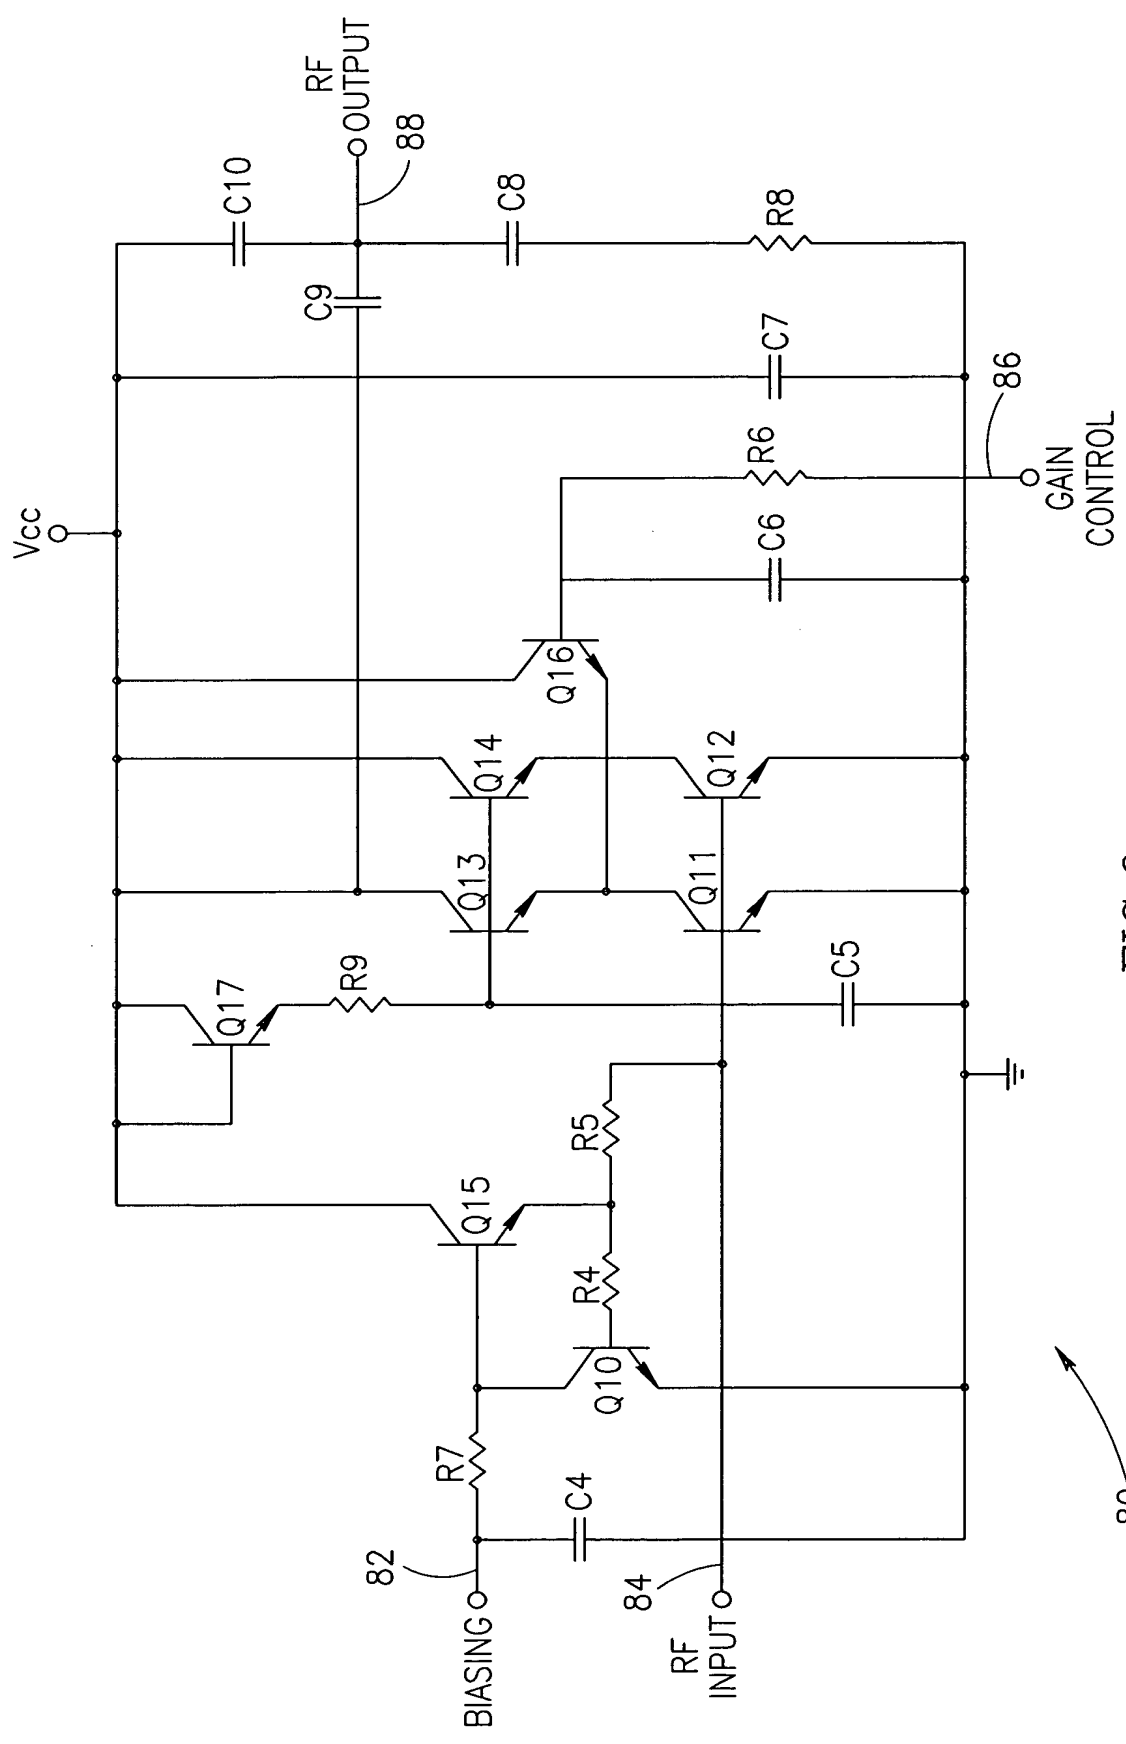 Vcc
RF
OUTPUT
88
C10
C9
C8
R8
C7
R6
86
GAIN
CONTROL
C6
Q16
Q14
Q12
Q13
Q11
Q17
R9
C5
Q15
R5
R4
Q10
R7
C4
82
BIASING
84
RF
INPUT